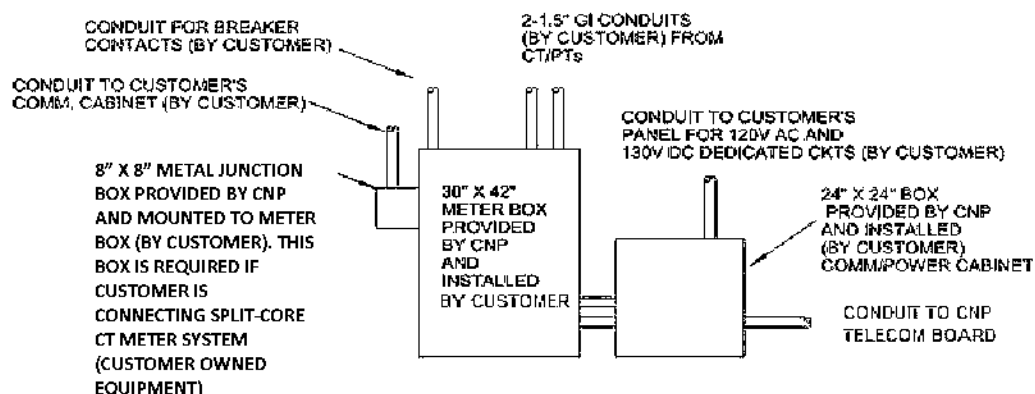 CONDUIT FOR BREAKER
CONTACTS (BY CUSTOMER)
2-1.5" GI CONDUITS
(BY CUSTOMER) FROM
CT/PTs
CONDUIT TO CUSTOMER'S
COMM. CABINET (BY CUSTOMER)
CONDUIT TO CUSTOMER'S
PANEL FOR 120V AC AND
130V DC DEDICATED CKTS (BY CUSTOMER)
8" X 8" METAL JUNCTION
BOX PROVIDED BY CNP
AND MOUNTED TO METER
BOX (BY CUSTOMER). THIS
BOX IS REQUIRED IF
CUSTOMER IS
CONNECTING SPLIT-CORE
CT METER SYSTEM
(CUSTOMER OWNED
EQUIPMENT)
30" X 42"
METER BOX
PROVIDED
BY CNP
AND
INSTALLED
BY CUSTOMER
24" X 24" BOX
PROVIDED BY CNP
AND INSTALLED
(BY CUSTOMER)
COMM/POWER CABINET
CONDUIT TO CNP
TELECOM BOARD